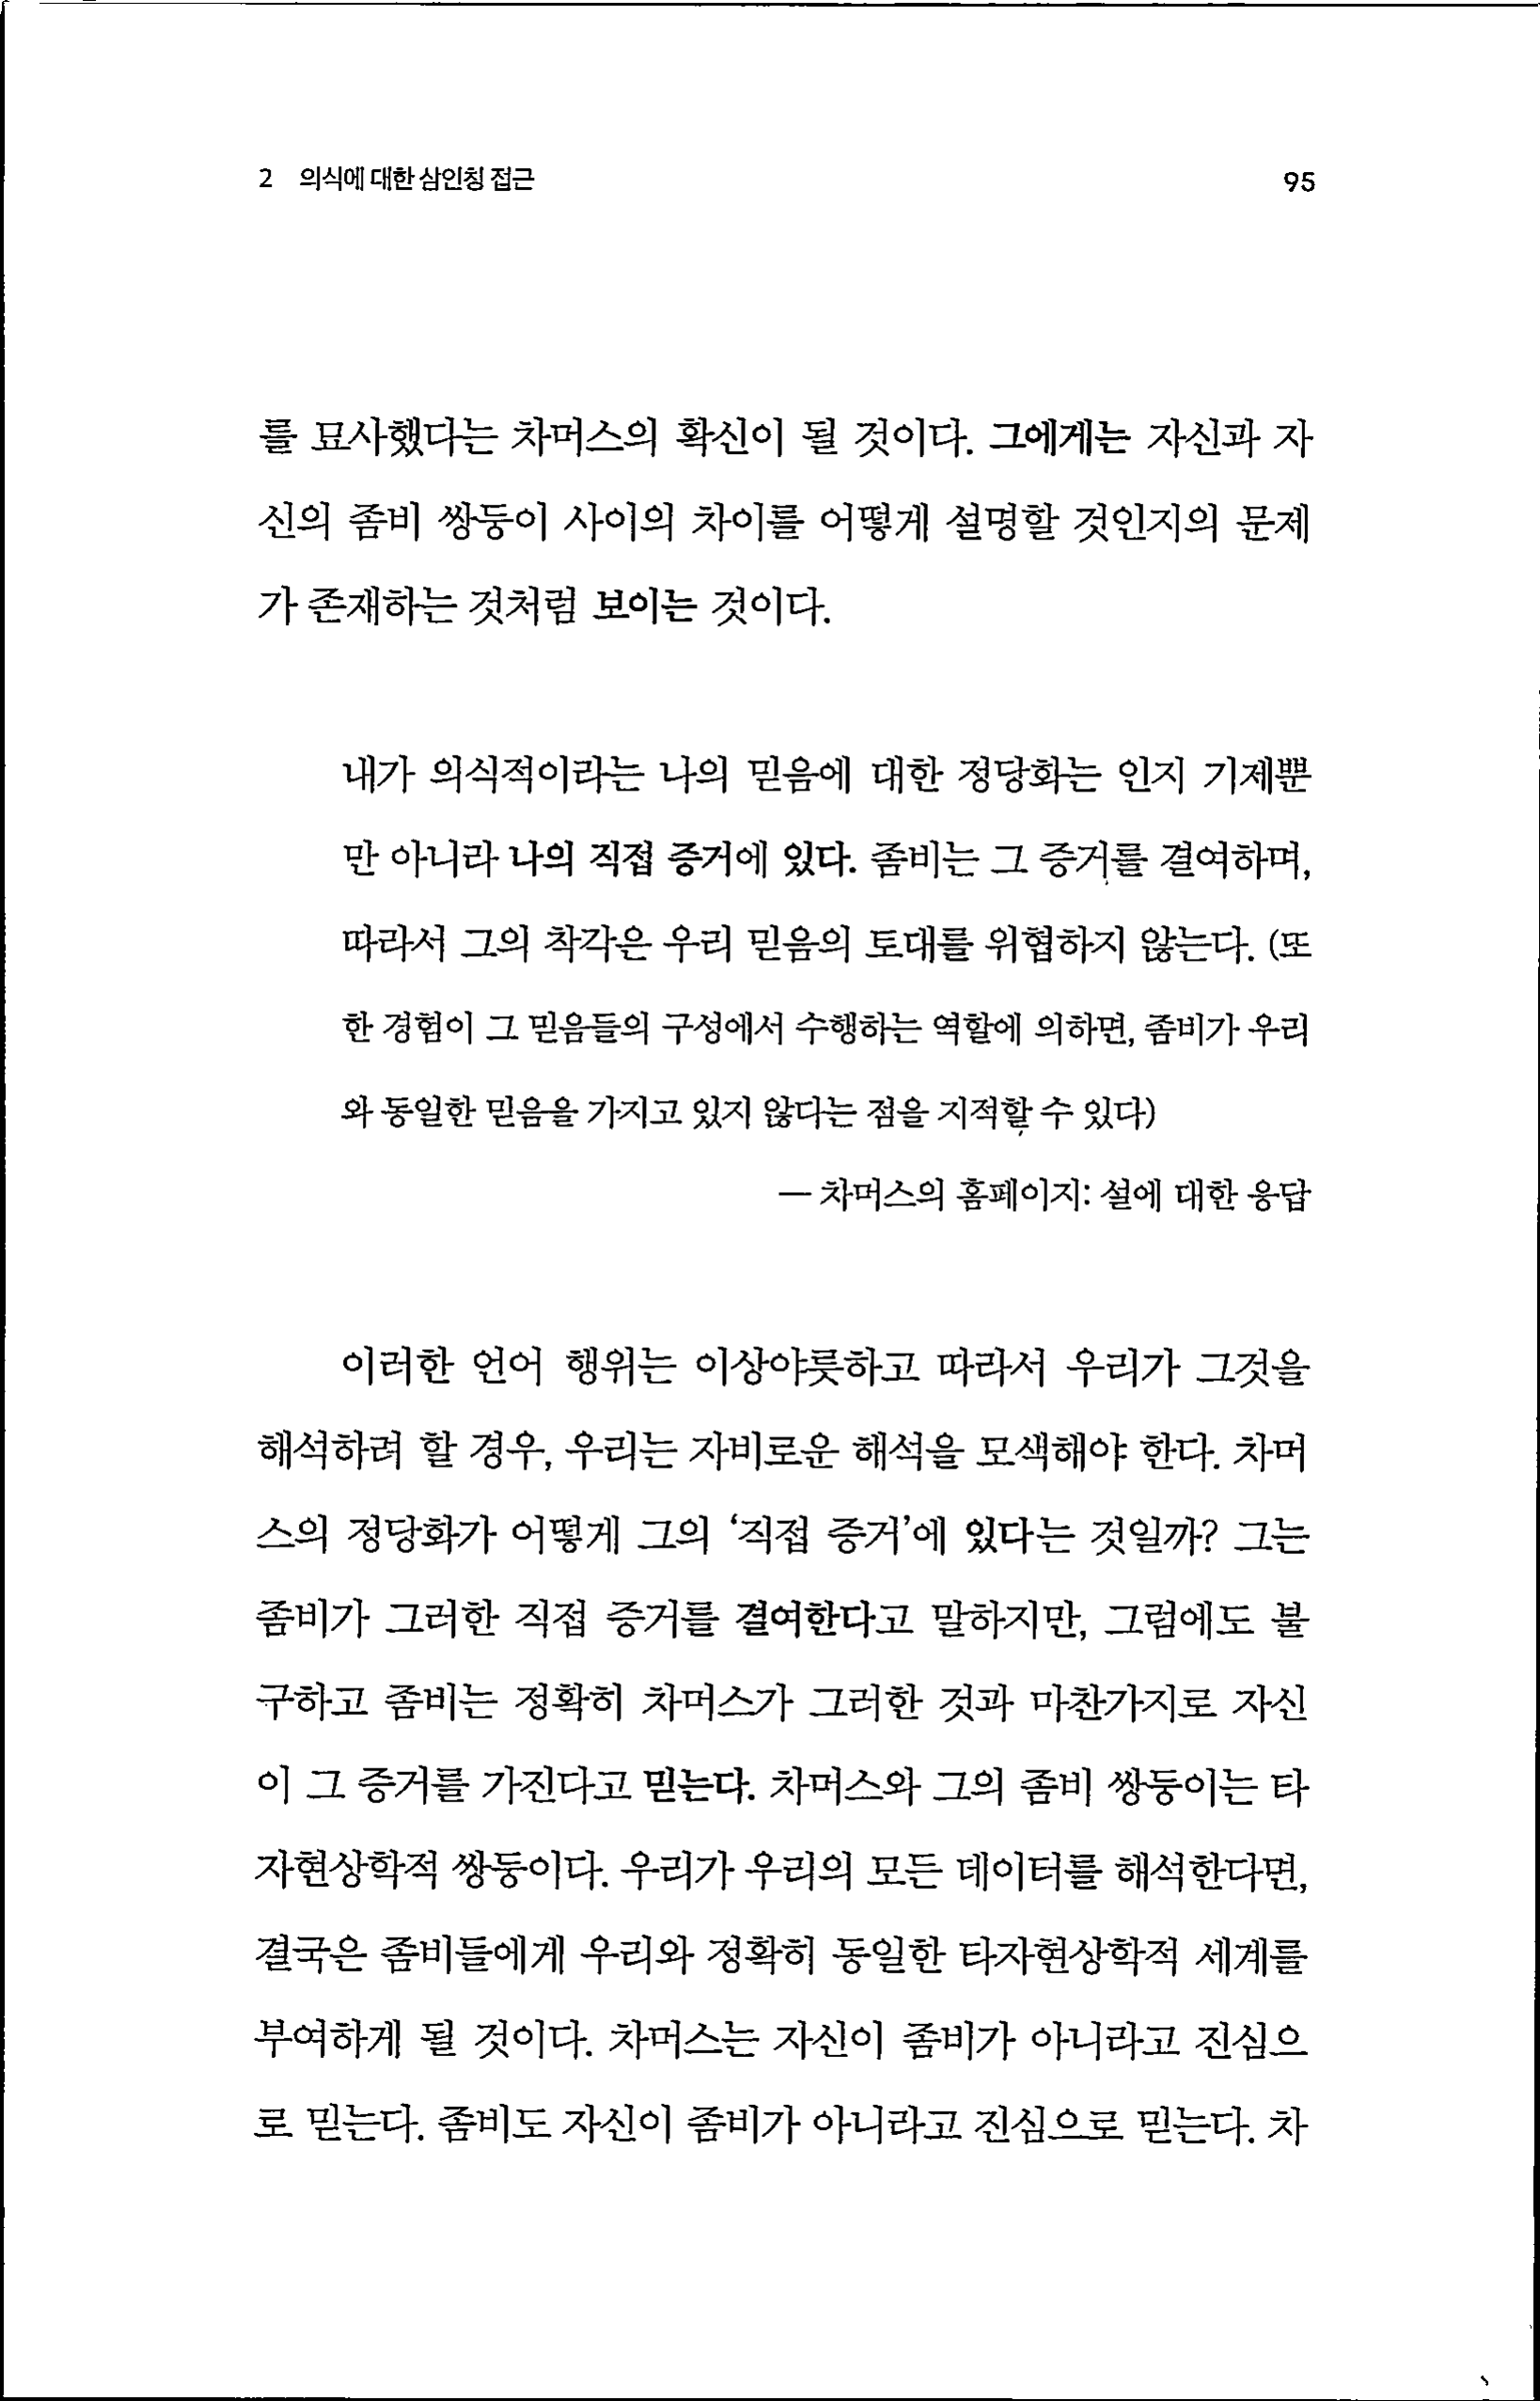 2 의식에 대한 삼인칭 접근
95
를 묘사했다는 차머스의 확신이 될 것이다. 그에게는 자신과 자
신의 좀비 쌍둥이 사이의 차이를 어떻게 설명할 것인지의 문제
가 존재하는 것처럼 보이는 것이다.
내가 의식적이라는 나의 믿음에 대한 정당화는 인지 기제뿐
만 아니라 나의 직접 증거에 있다. 좀비는 그 증거를 결여하며,
따라서 그의 착각은 우리 믿음의 토대를 위협하지 않는다. (또
한 경험이 그 믿음들의 구성에서 수행하는 역할에 의하면, 좀비가 우리
와 동일한 믿음을 가지고 있지 않다는 점을 지적할 수 있다)
— 차머스의 홈페이지: 설에 대한 응답
이러한 언어 행위는 이상야릇하고 따라서 우리가 그것을
해석하려 할 경우, 우리는 자비로운 해석을 모색해야 한다. 차머
스의 정당화가 어떻게 그의 ‘직접 증거’에 있다는 것일까? 그는
좀비가 그러한 직접 증거를 결여한다고 말하지만, 그럼에도 불
구하고 좀비는 정확히 차머스가 그러한 것과 마찬가지로 자신
이 그 증거를 가진다고 믿는다. 차머스와 그의 좀비 쌍둥이는 타
자현상학적 쌍둥이다. 우리가 우리의 모든 데이터를 해석한다면,
결국은 좀비들에게 우리와 정확히 동일한 타자현상학적 세계를
부여하게 될 것이다. 차머스는 자신이 좀비가 아니라고 진심으
로 믿는다. 좀비도 자신이 좀비가 아니라고 진심으로 믿는다. 차